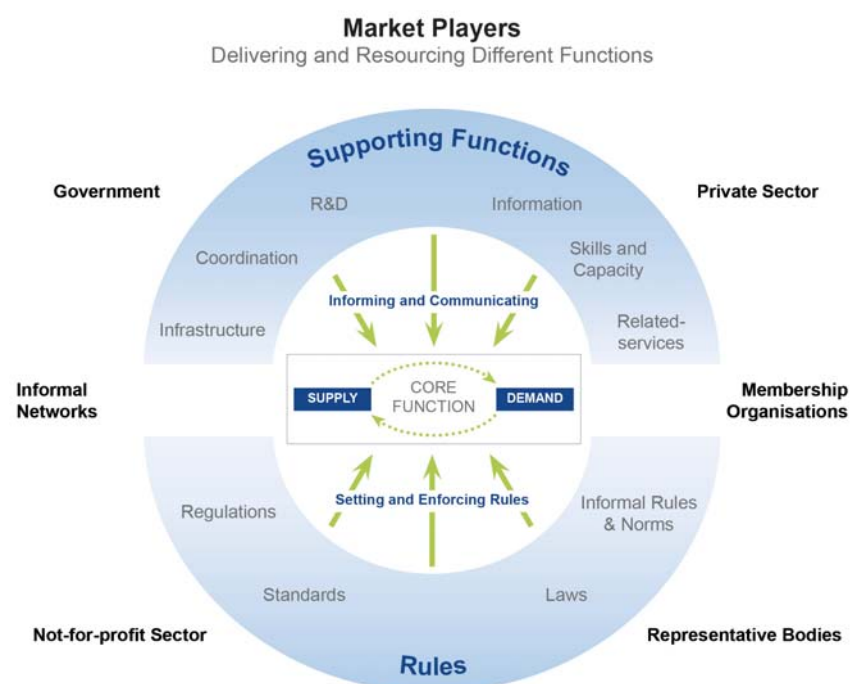 Market Players
Delivering and Resourcing Different Functions
Supporting Functions
Government
Private Sector
R&D
Information
Coordination
Skills and
Capacity
Informing and Communicating
Infrastructure
Related-
services
Informal
Networks
SUPPLY
CORE
FUNCTION
DEMAND
Membership
Organisations
Setting and Enforcing Rules
Regulations
Informal Rules
& Norms
Standards
Laws
Not-for-profit Sector
Representative Bodies
Rules